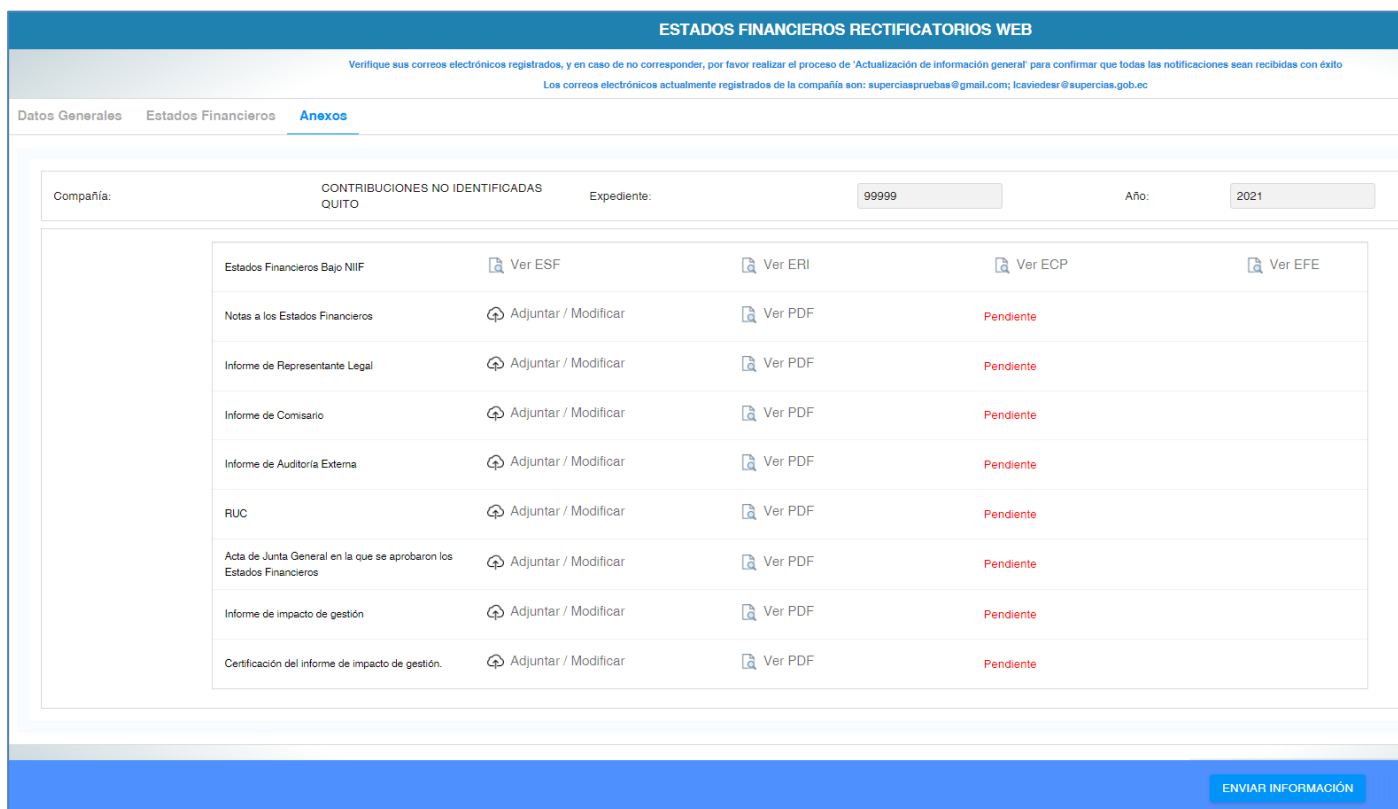 ESTADOS FINANCIEROS RECTIFICATORIOS WEB
Verifique sus correos electrónicos registrados, y en caso de no corresponder, por favor realizar el proceso de 'Actualización de información general' para confirmar que todas las notificaciones sean recibidas con éxito
Los correos electrónicos actualmente registrados de la compañía son: superciaspruebas@gmail.com; lcaviedesr@supercias.gob.ec
Datos Generales Estados Financieros Anexos
Compañía: CONTRIBUCIONES NO IDENTIFICADAS QUITO Expediente: 99999 Año: 2021
Estados Financieros Bajo NIIF Ver ESF Ver ERI Ver ECP Ver EFE
Notas a los Estados Financieros Adjuntar / Modificar Ver PDF Pendiente
Informe de Representante Legal Adjuntar / Modificar Ver PDF Pendiente
Informe de Comisario Adjuntar / Modificar Ver PDF Pendiente
Informe de Auditoría Externa Adjuntar / Modificar Ver PDF Pendiente
RUC Adjuntar / Modificar Ver PDF Pendiente
Acta de Junta General en la que se aprobaron los Estados Financieros Adjuntar / Modificar Ver PDF Pendiente
Informe de impacto de gestión Adjuntar / Modificar Ver PDF Pendiente
Certificación del informe de impacto de gestión. Adjuntar / Modificar Ver PDF Pendiente
ENVIAR INFORMACIÓN